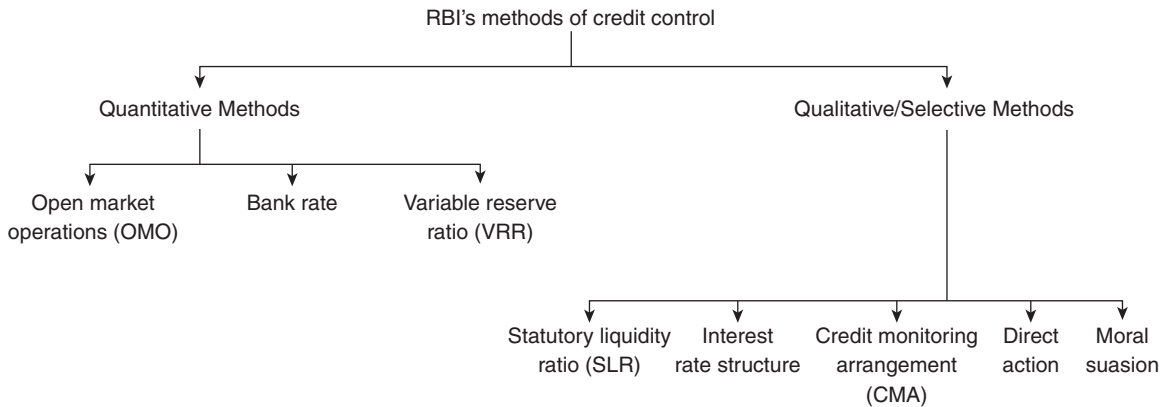 RBI's methods of credit control
Quantitative Methods
Qualitative/Selective Methods
Open market
operations (OMO)
Bank rate
Variable reserve
ratio (VRR)
Statutory liquidity
ratio (SLR)
Interest
rate structure
Credit monitoring
arrangement
(CMA)
Direct
action
Moral
suasion